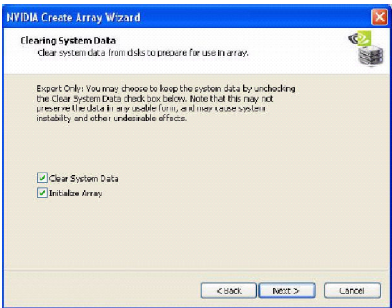 NVIDIA Create Array Wizard
Clearing System Data
Clear system data from disks to prepare for use in array.
Expert Only: You may choose to keep the system data by unchecking
the Clear System Data check box below. Note that this may not
preserve the data in any usable form, and may cause system
instability and other undesirable effects.
Clear System Data
Initialize Array
< Back
Next >
Cancel